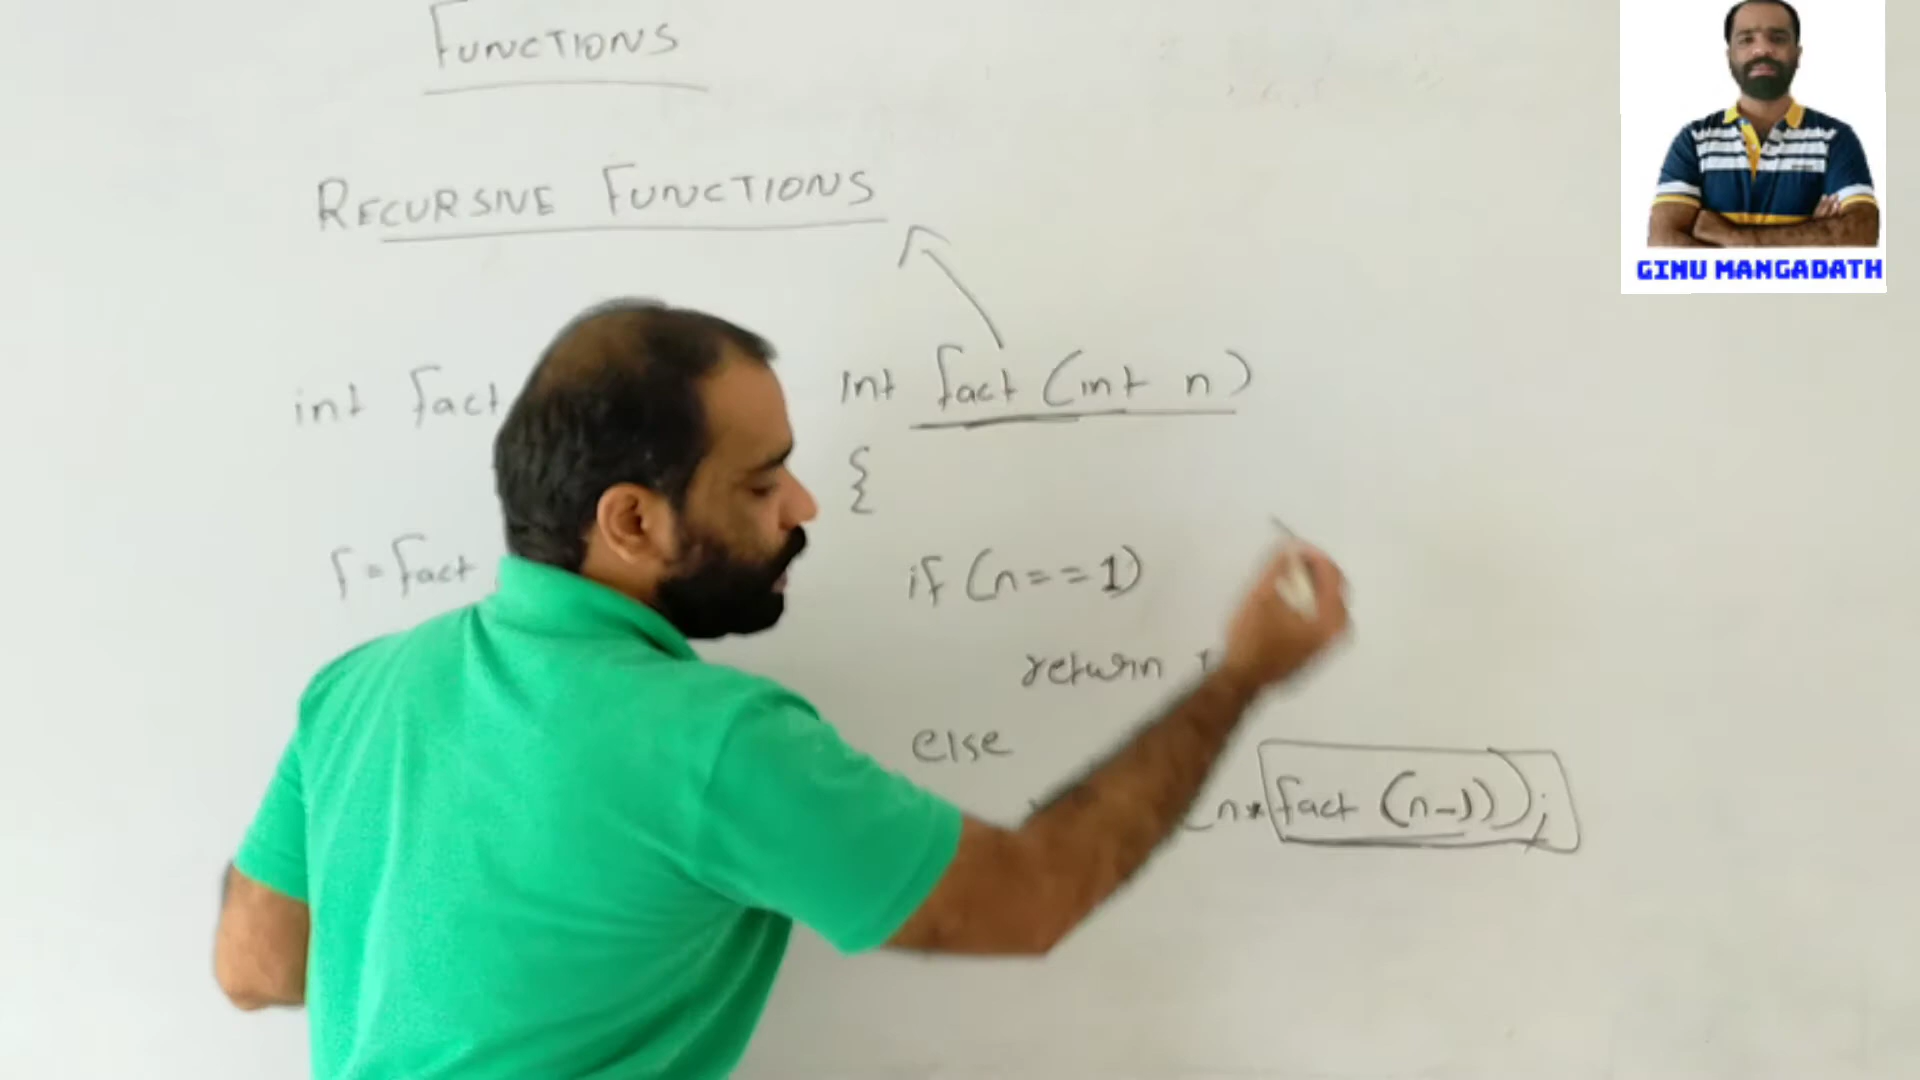 FUNCTIONS
RECURSIVE FUNCTIONS
GINU MANGADATH
int fact
f = fact
int fact (int n)
{
if (n==1)
return
else
(n*fact (n-1));